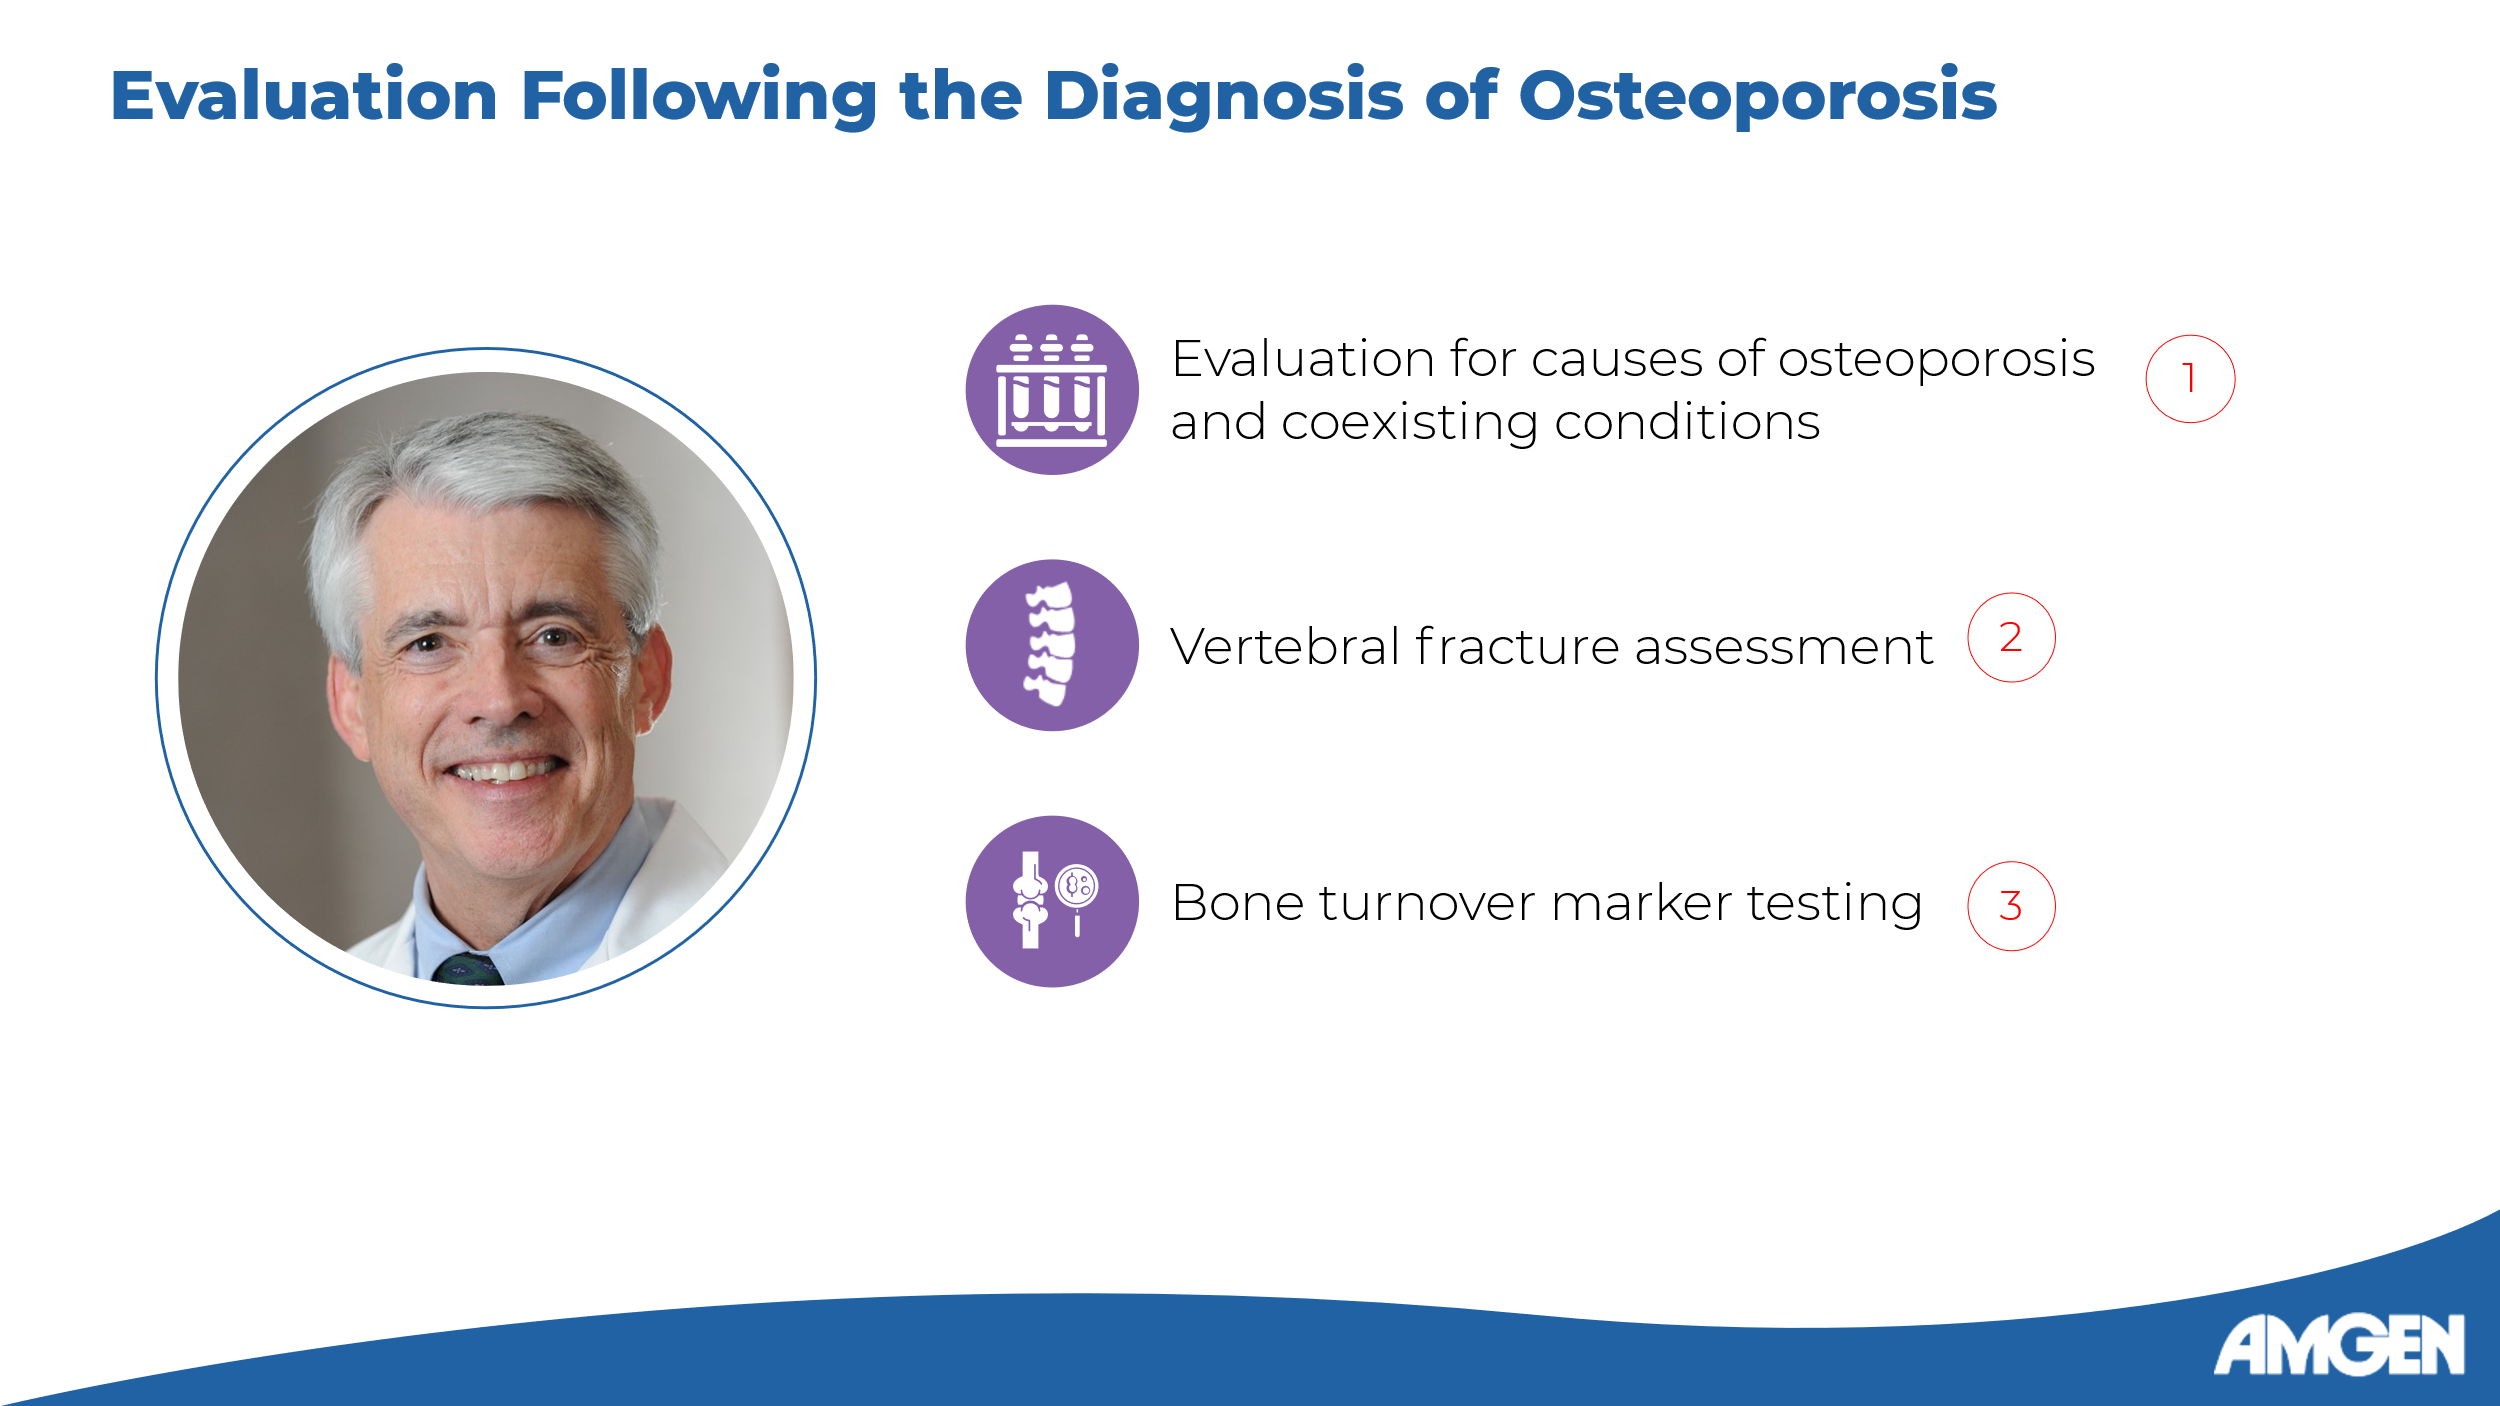 Evaluation Following the Diagnosis of Osteoporosis
Evaluation for causes of osteoporosis
and coexisting conditions
1
Vertebral fracture assessment
2
Bone turnover marker testing
3
AMGEN